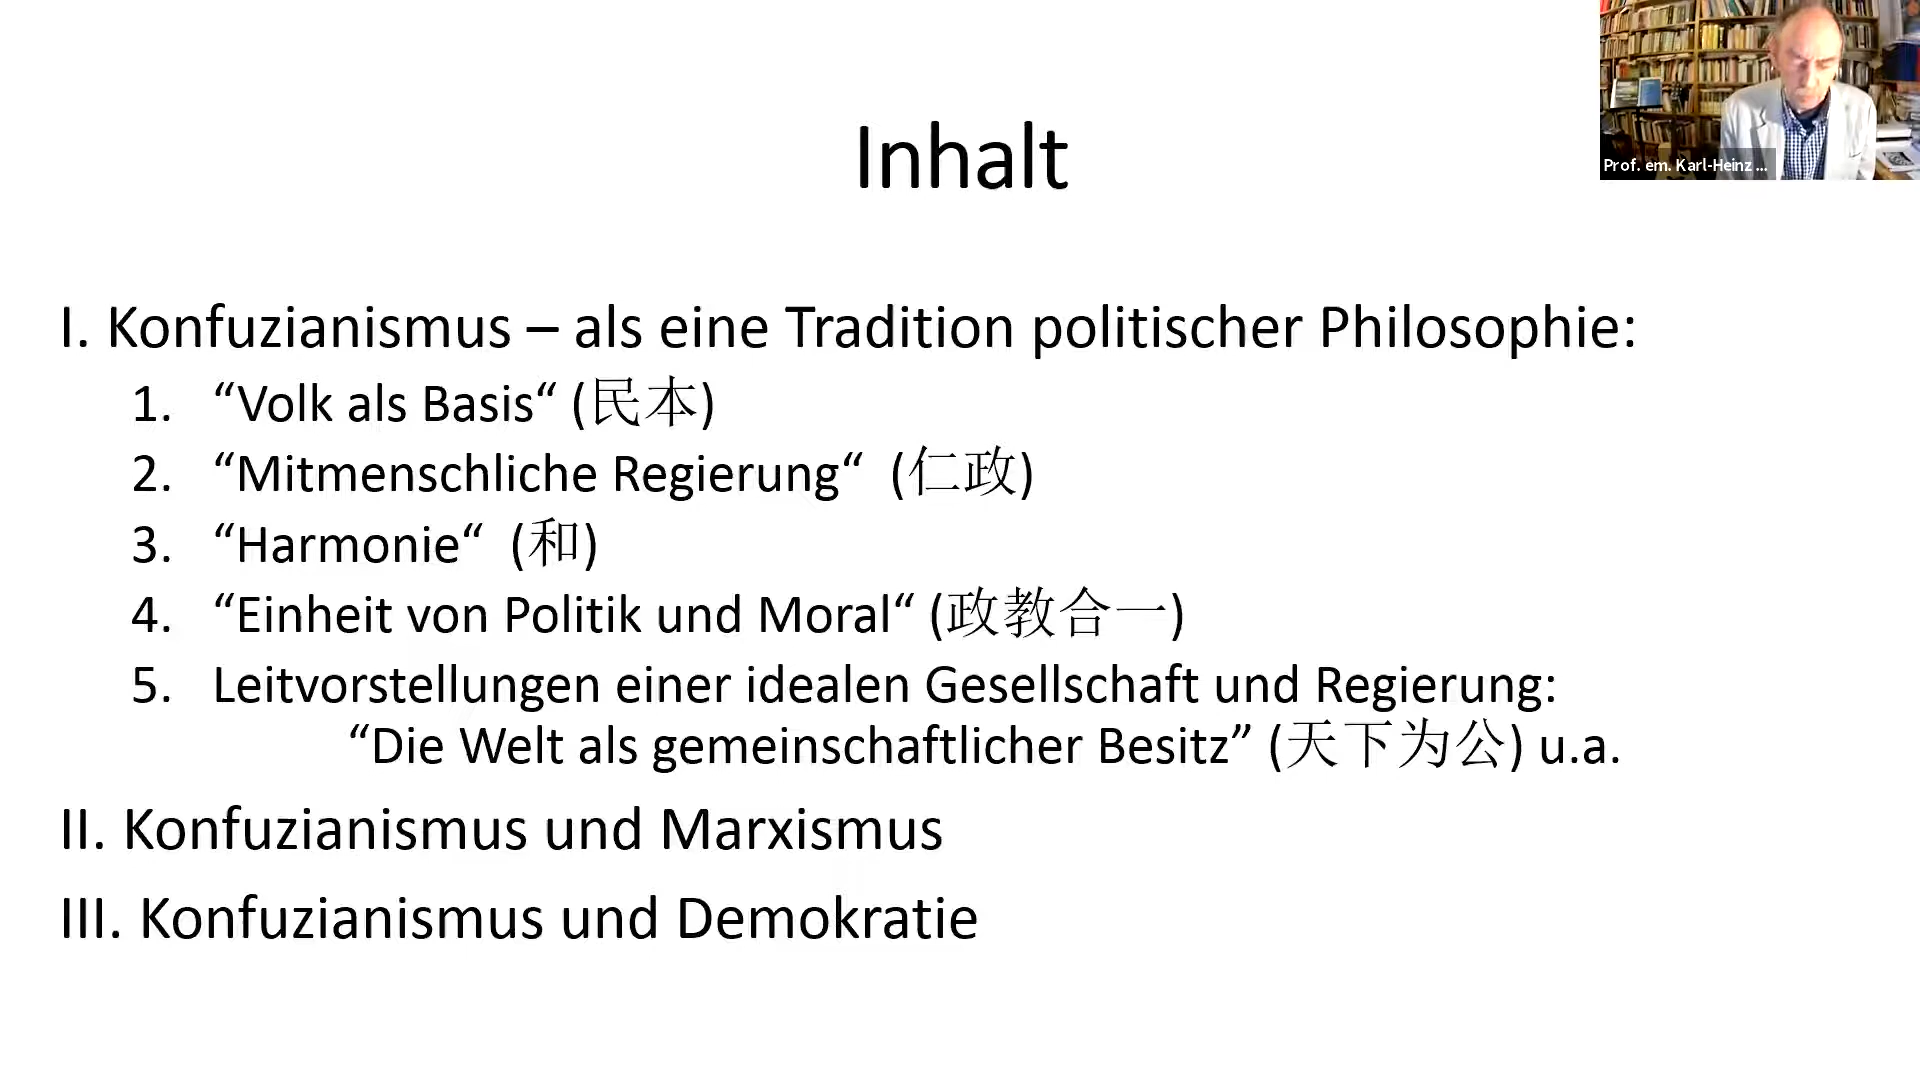 Inhalt
Prof. em. Karl-Heinz ...
I. Konfuzianismus – als eine Tradition politischer Philosophie:
1. “Volk als Basis“ (民本)
2. “Mitmenschliche Regierung“ (仁政)
3. “Harmonie“ (和)
4. “Einheit von Politik und Moral“ (政教合一)
5. Leitvorstellungen einer idealen Gesellschaft und Regierung:
“Die Welt als gemeinschaftlicher Besitz” (天下为公) u.a.
II. Konfuzianismus und Marxismus
III. Konfuzianismus und Demokratie